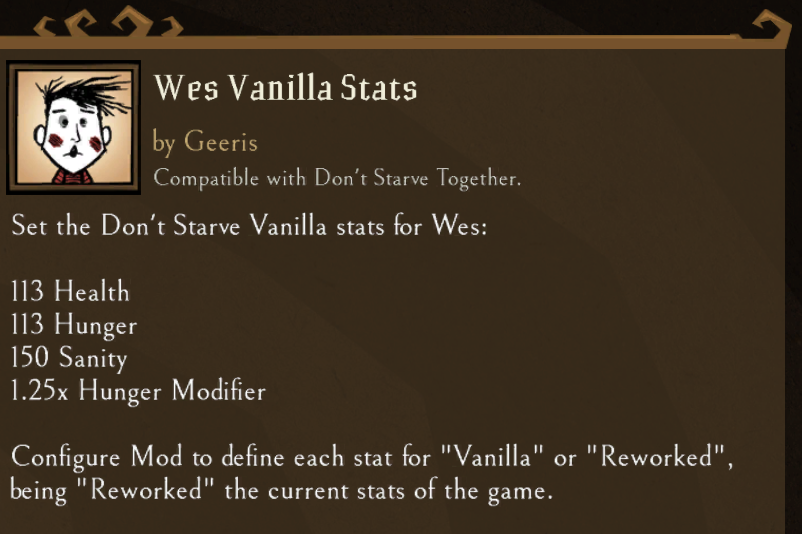 Wes Vanilla Stats
by Geeris
Compatible with Don't Starve Together.
Set the Don't Starve Vanilla stats for Wes:
113 Health
113 Hunger
150 Sanity
1.25x Hunger Modifier
Configure Mod to define each stat for "Vanilla" or "Reworked",
being "Reworked" the current stats of the game.